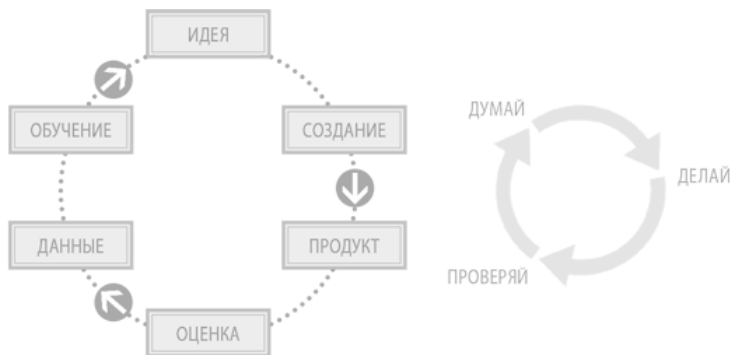 ИДЕЯ
СОЗДАНИЕ
ПРОДУКТ
ОЦЕНКА
ДАННЫЕ
ОБУЧЕНИЕ
ДУМАЙ
ДЕЛАЙ
ПРОВЕРЯЙ